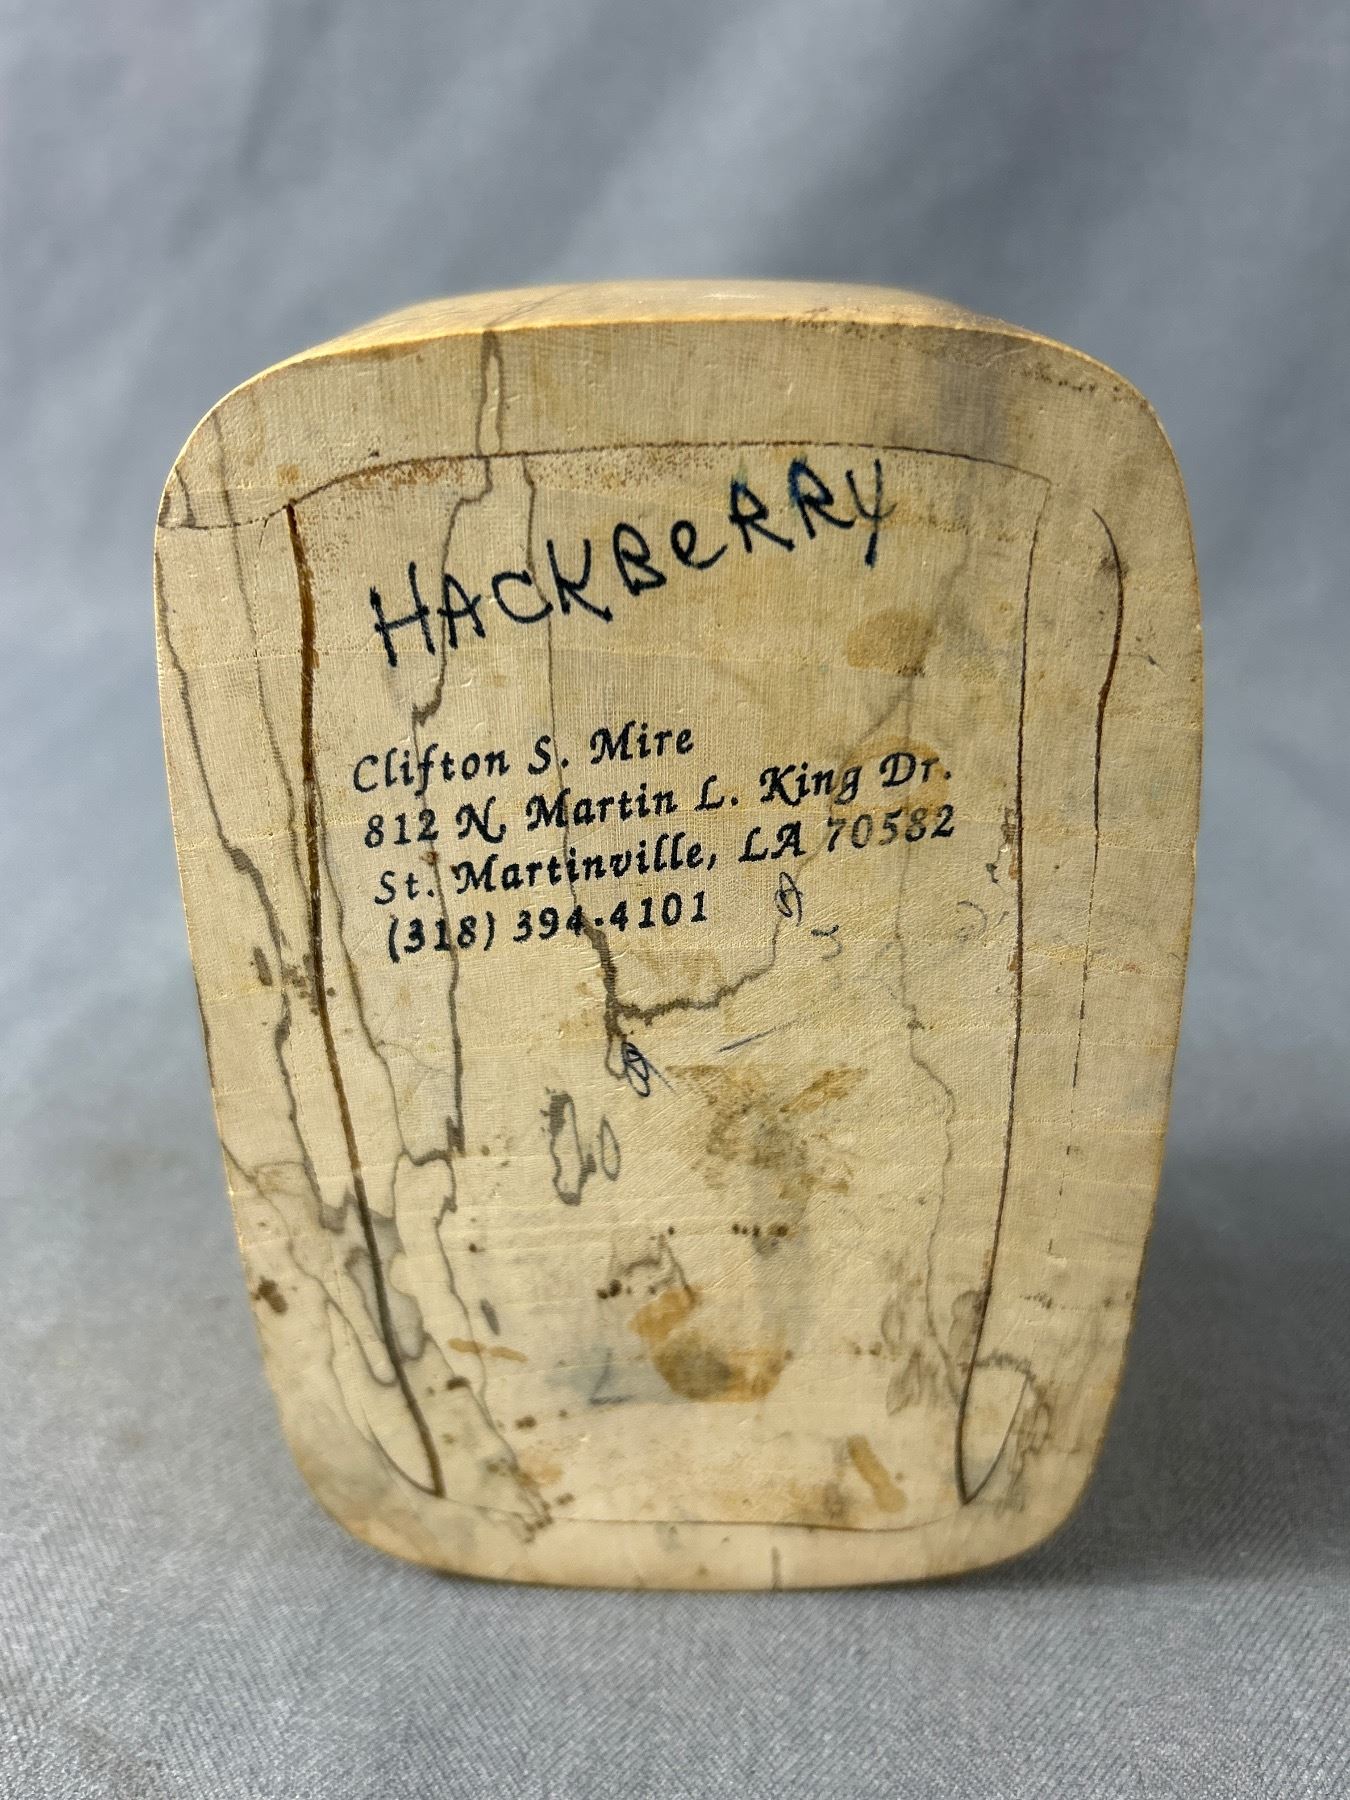 HACKBeRRY
Clifton S. Mire
812 N. Martin L. King Dr.
St. Martinville, LA 70582
(318) 394-4101